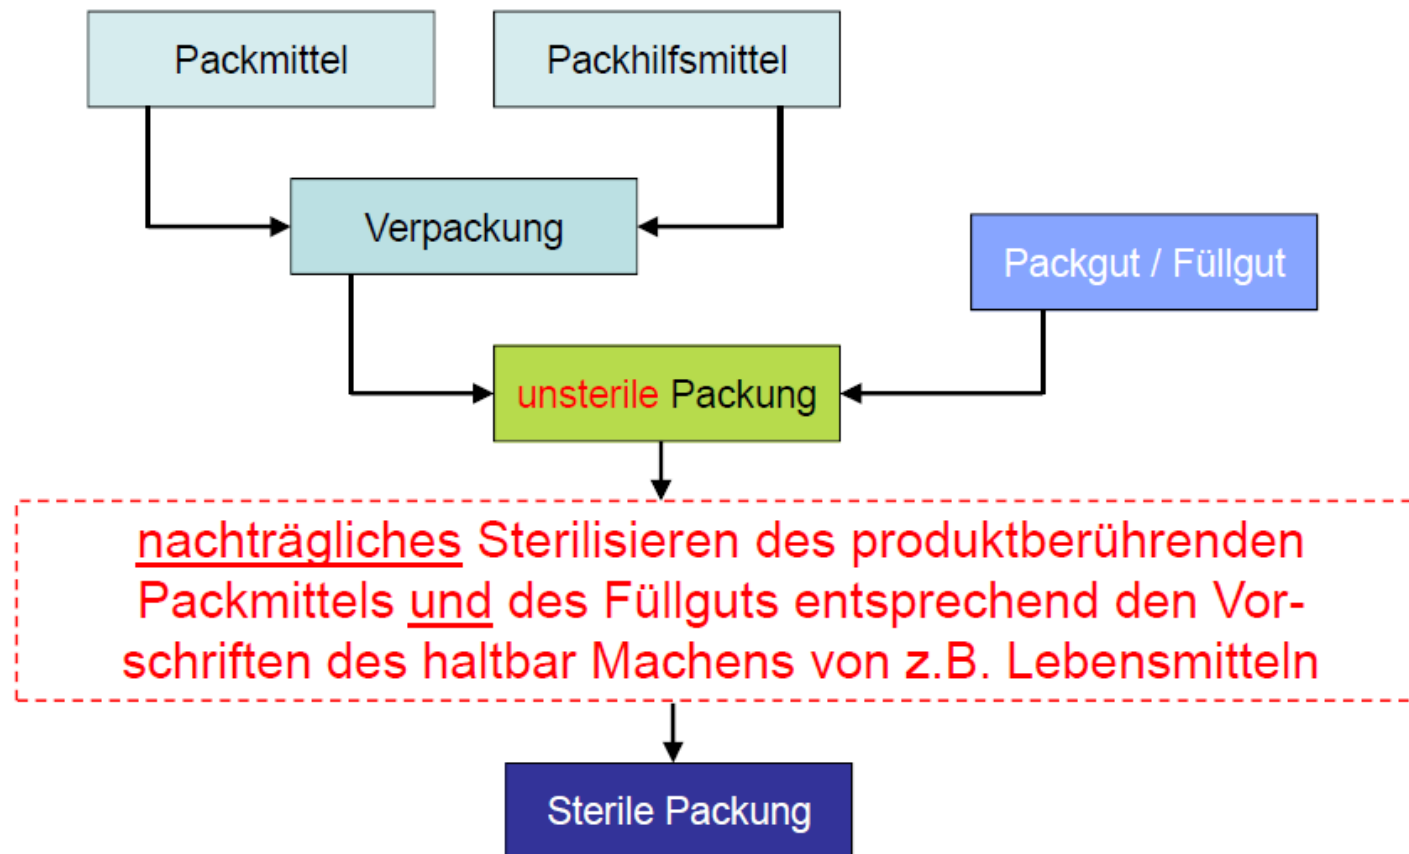 Packmittel
Packhilfsmittel
Verpackung
Packgut / Füllgut
unsterile Packung
nachträgliches Sterilisieren des produktberührenden
Packmittels und des Füllguts entsprechend den Vor-
schriften des haltbar Machens von z.B. Lebensmitteln
Sterile Packung